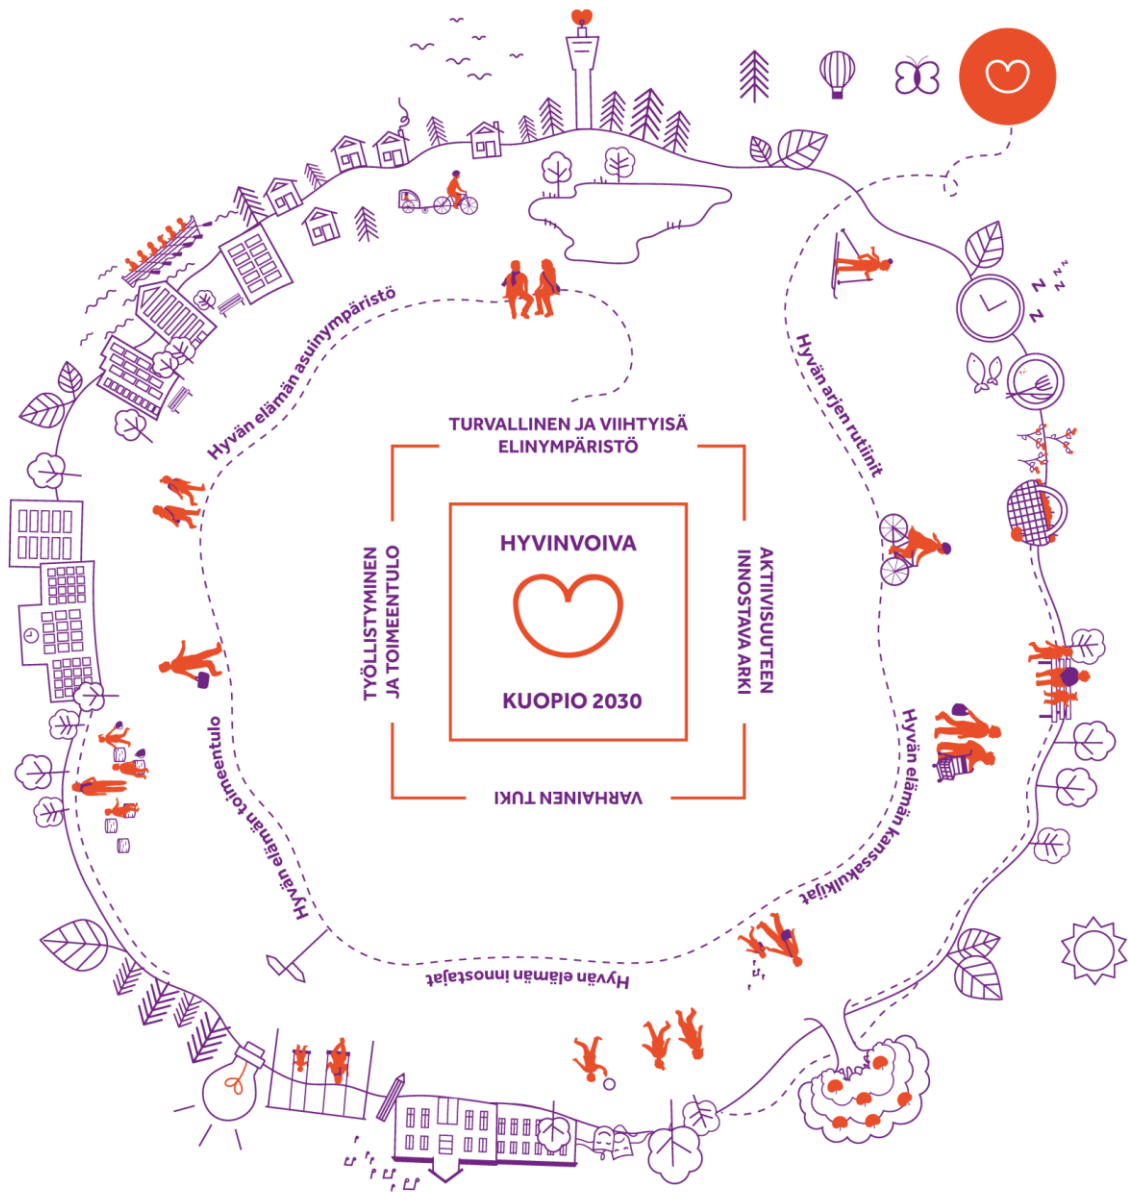 TURVALLINEN JA VIIHTYISÄ
ELINYMPÄRISTÖ
AKTIIVISUUTEEN
INNOSTAVA ARKI
VARHAINEN TUKI
TYÖLLISTYMINEN
JA TOIMEENTULO
HYVINVOIVA
KUOPIO 2030
Hyvän elämän asuinympäristö
Hyvän arjen rutiinit
Hyvän elämän kanssakulkijat
Hyvän elämän innostajat
Hyvän elämän toimeentulo
z z z
z z z